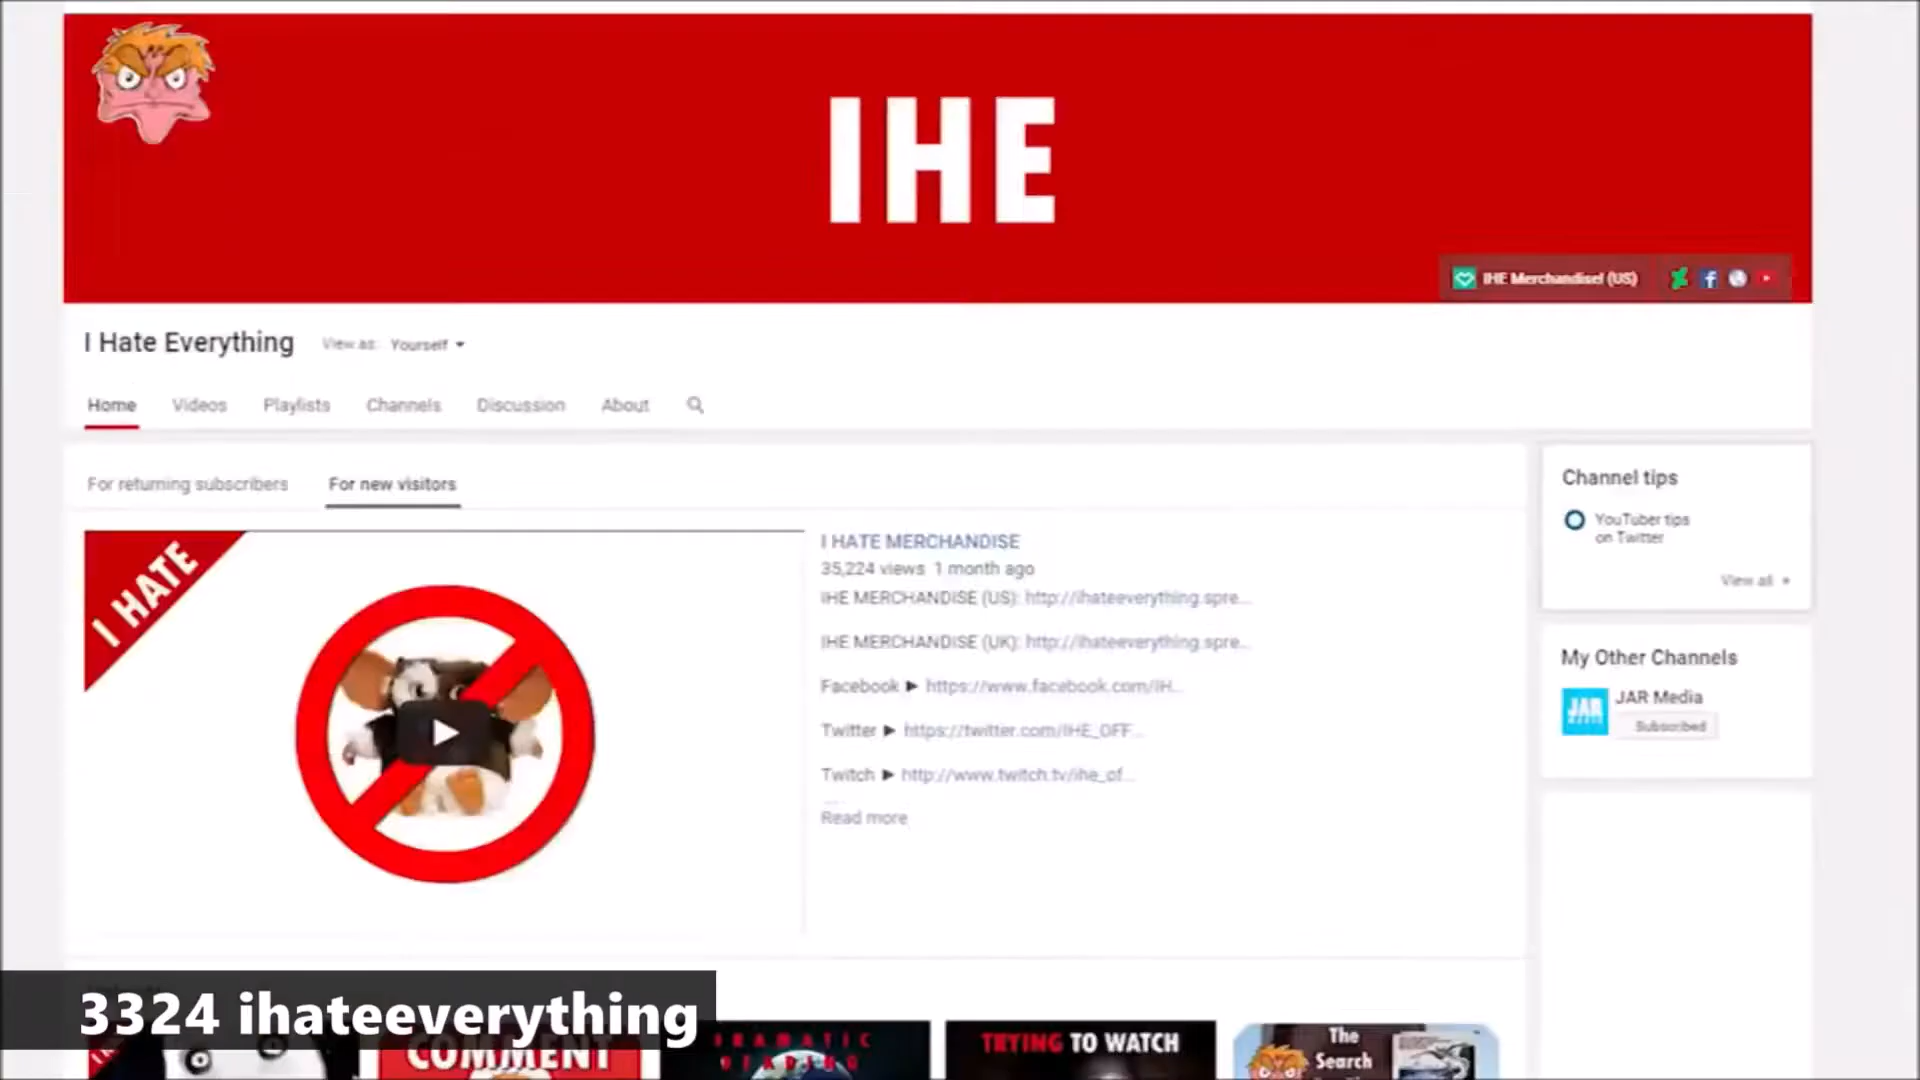 IHE
IHE Merchandise! (US)
I Hate Everything View as: Yourself
Home Videos Playlists Channels Discussion About
For returning subscribers For new visitors
I HATE
I HATE MERCHANDISE
35,224 views 1 month ago
IHE MERCHANDISE (US): http://ihateeverything.spre...
IHE MERCHANDISE (UK): http://ihateeverything.spre...
Facebook ► https://www.facebook.com/IH...
Twitter ► https://twitter.com/IHE_OFF...
Twitch ► http://www.twitch.tv/ihe_of...
...
Read more
Channel tips
YouTuber tips
on Twitter
View all
My Other Channels
JAR
JAR Media
Subscribed
3324 ihateeverything
COMMENT
DRAMATIC
READING
TRYING TO WATCH
The
Search